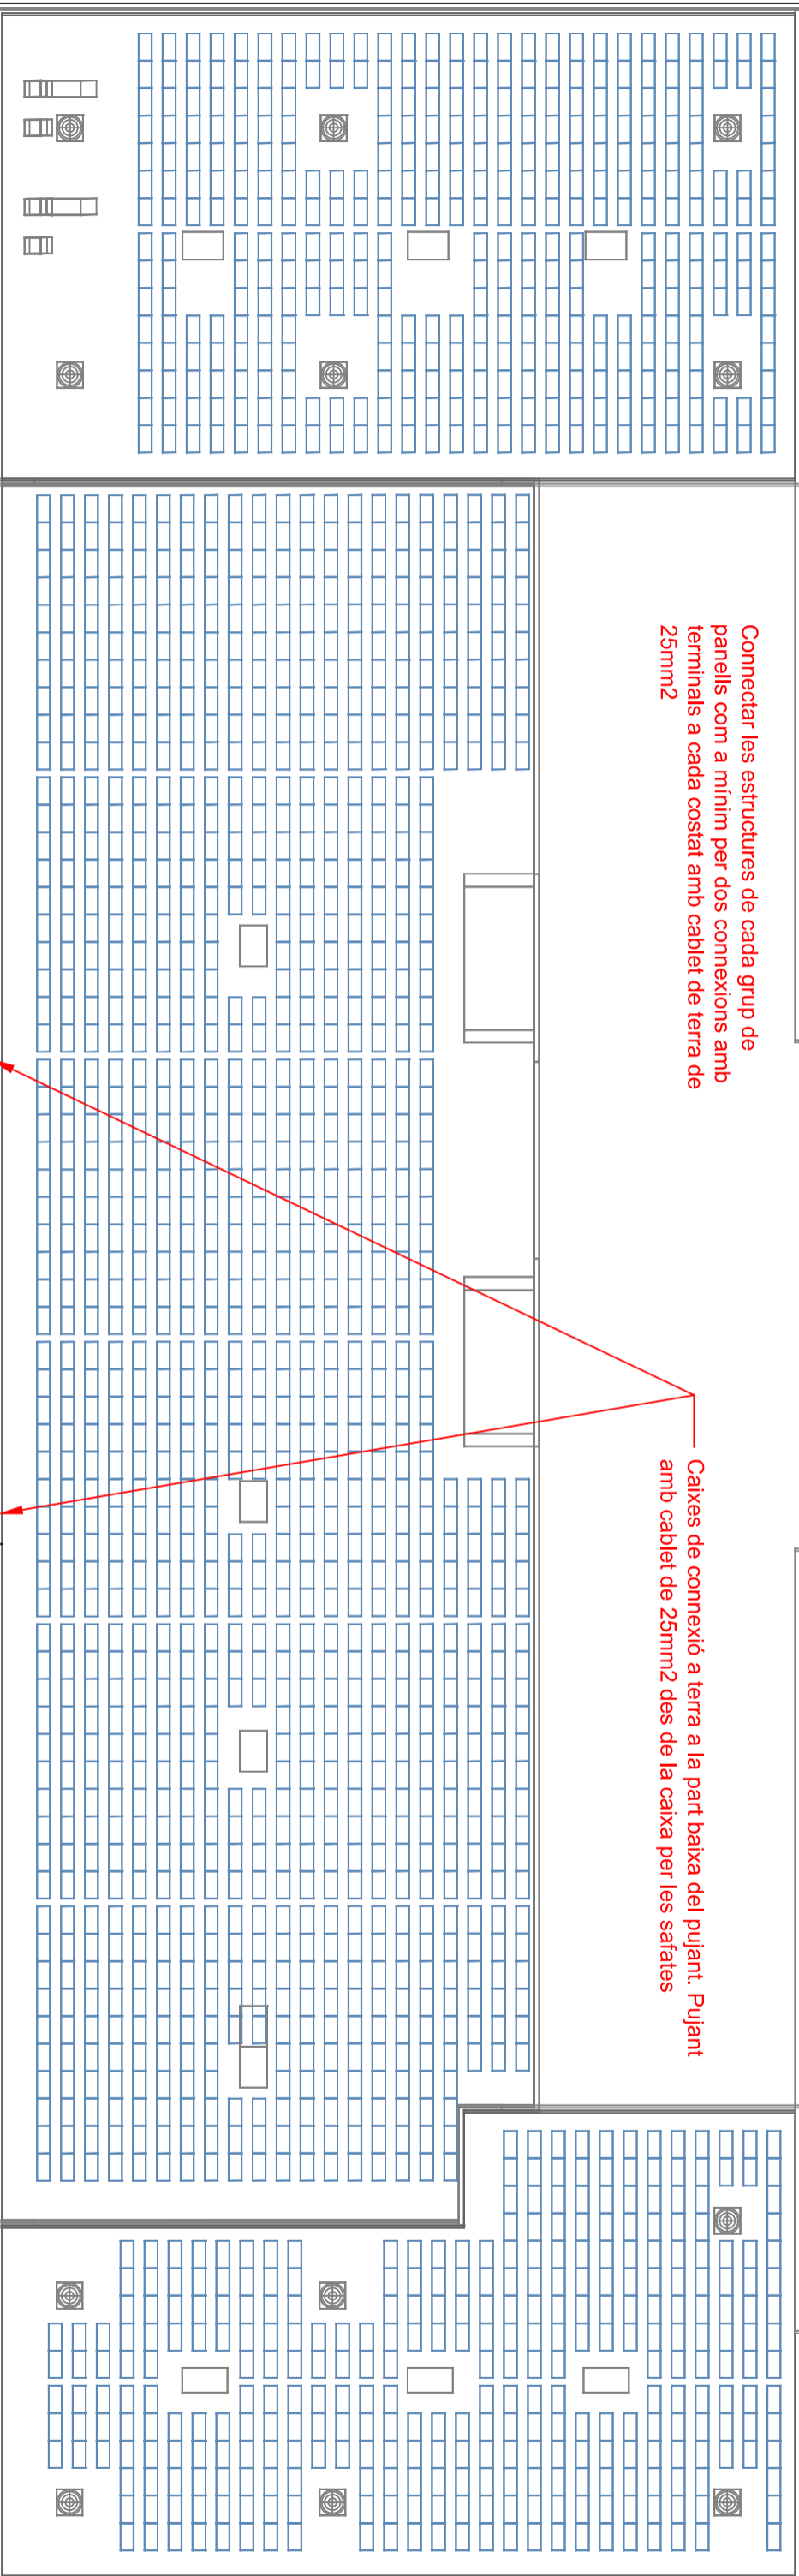 Connectar les estructures de cada grup de
panells com a mínim per dos connexions amb
terminals a cada costat amb cablet de terra de
25mm2
Caixes de connexió a terra a la part baixa del pujant. Pujant
amb cablet de 25mm2 des de la caixa per les safates